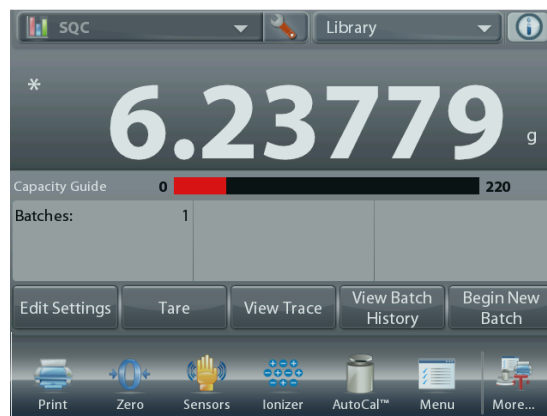 SQC Library
*
6.23779 g
Capacity Guide 0 220
Batches: 1
Edit Settings Tare View Trace View Batch History Begin New Batch
Print Zero Sensors Ionizer AutoCal™ Menu More...